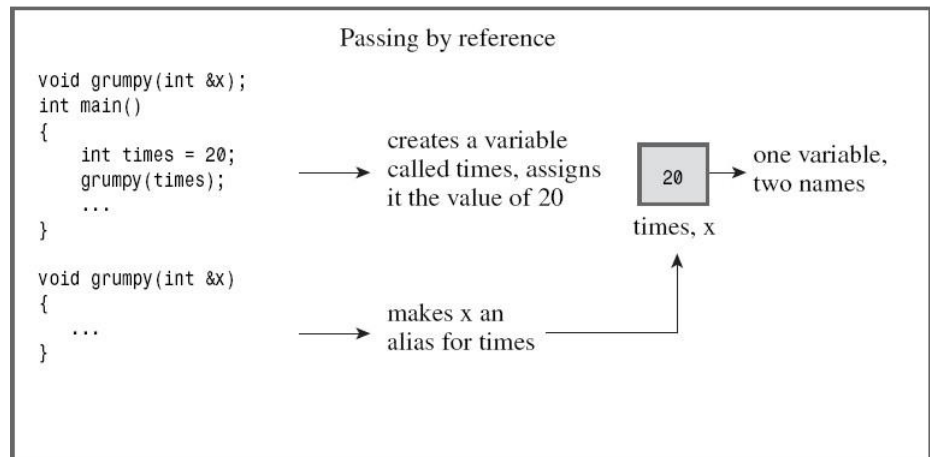 Passing by reference
void grumpy(int &x);
int main()
{
    int times = 20;
    grumpy(times);
    ...
}
creates a variable
called times, assigns
it the value of 20
20
times, x
one variable,
two names
void grumpy(int &x)
{
   ...
}
makes x an
alias for times